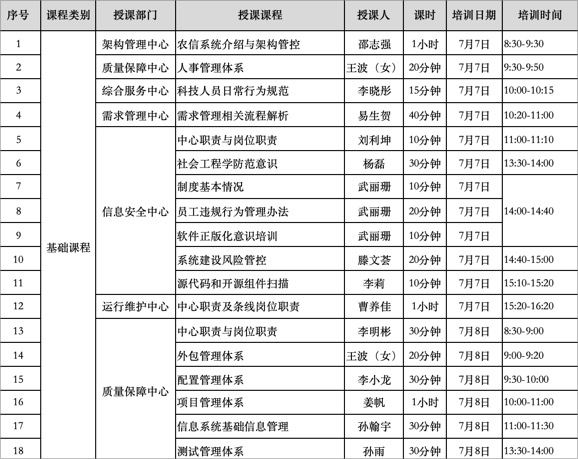 序号 课程类别 授课部门 授课课程 授课人 课时 培训日期 培训时间
1 基础课程 架构管理中心 农信系统介绍与架构管控 邵志强 1小时 7月7日 8:30-9:30
2 质量保障中心 人事管理体系 王波（女） 20分钟 7月7日 9:30-9:50
3 综合服务中心 科技人员日常行为规范 李晓彤 15分钟 7月7日 10:00-10:15
4 需求管理中心 需求管理相关流程解析 易生贺 40分钟 7月7日 10:20-11:00
5 信息安全中心 中心职责与岗位职责 刘利坤 10分钟 7月7日 11:00-11:10
6 社会工程学防范意识 杨磊 30分钟 7月7日 13:30-14:00
7 制度基本情况 武丽珊 10分钟 7月7日 14:00-14:40
8 员工违规行为管理办法 武丽珊 20分钟 7月7日
9 软件正版化意识培训 武丽珊 10分钟 7月7日
10 系统建设风险管控 滕文荟 20分钟 7月7日 14:40-15:00
11 源代码和开源组件扫描 李莉 10分钟 7月7日 15:10-15:20
12 运行维护中心 中心职责及条线岗位职责 曹养佳 1小时 7月7日 15:20-16:20
13 质量保障中心 中心职责与岗位职责 李明彬 30分钟 7月8日 8:30-9:00
14 外包管理体系 王波（女） 20分钟 7月8日 9:00-9:20
15 配置管理体系 李小龙 30分钟 7月8日 9:30-10:00
16 项目管理体系 姜帆 1小时 7月8日 10:00-11:00
17 信息系统基础信息管理 孙翰宇 30分钟 7月8日 11:00-11:30
18 测试管理体系 孙雨 30分钟 7月8日 13:30-14:00